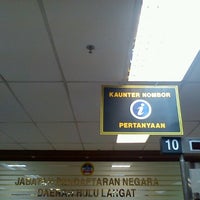 KAUNTER NOMBOR
i
PERTANYAAN
10
JABATAN PENDAFTARAN NEGARA
DAERAH HULU LANGAT